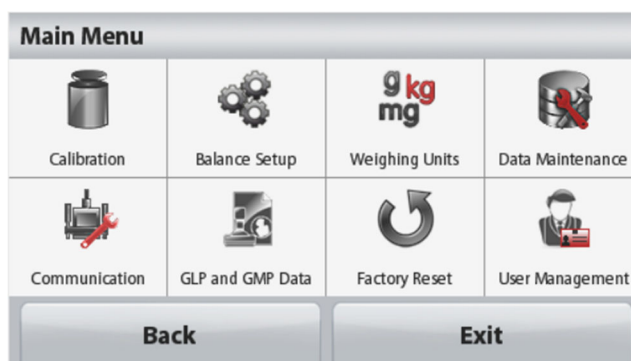 Main Menu
g kg
mg
Calibration
Balance Setup
Weighing Units
Data Maintenance
Communication
GLP and GMP Data
Factory Reset
User Management
Back
Exit